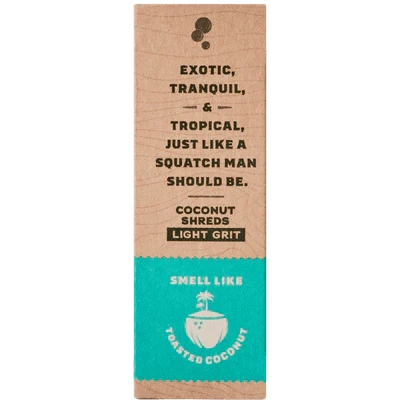 EXOTIC,
TRANQUIL,
&
TROPICAL,
JUST LIKE A
SQUATCH MAN
SHOULD BE.
COCONUT
SHREDS
LIGHT GRIT
SMELL LIKE
TOASTED COCONUT